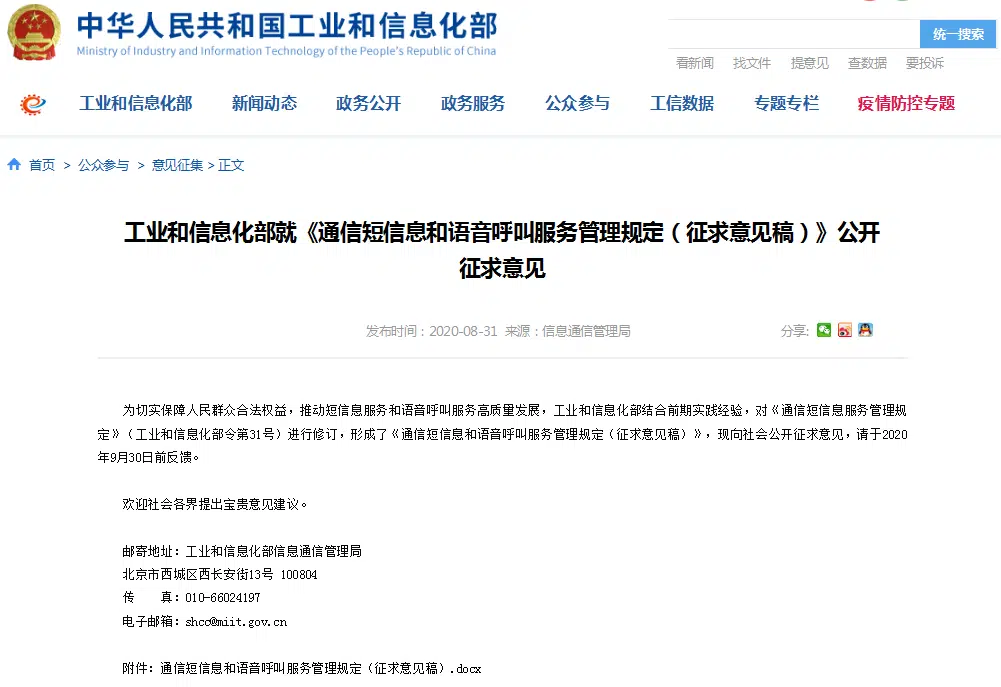 中华人民共和国工业和信息化部
Ministry of Industry and Information Technology of the People's Republic of China
统一搜索
看新闻 找文件 提意见 查数据 要投诉
工业和信息化部 新闻动态 政务公开 政务服务 公众参与 工信数据 专题专栏 疫情防控专题
首页 > 公众参与 > 意见征集 > 正文
工业和信息化部就《通信短信息和语音呼叫服务管理规定（征求意见稿）》公开
征求意见
发布时间：2020-08-31 来源：信息通信管理局 分享:
为切实保障人民群众合法权益，推动短信息服务和语音呼叫服务高质量发展，工业和信息化部结合前期实践经验，对《通信短信息服务管理规
定》（工业和信息化部令第31号）进行修订，形成了《通信短信息和语音呼叫服务管理规定（征求意见稿）》，现向社会公开征求意见，请于2020
年9月30日前反馈。
欢迎社会各界提出宝贵意见建议。
邮寄地址：工业和信息化部信息通信管理局
北京市西城区西长安街13号 100804
传 真：010-66024197
电子邮箱：shcc@miit.gov.cn
附件：通信短信息和语音呼叫服务管理规定（征求意见稿）.docx